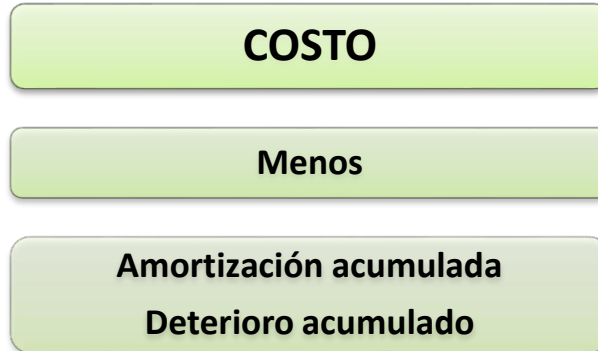 COSTO
Menos
Amortización acumulada
Deterioro acumulado